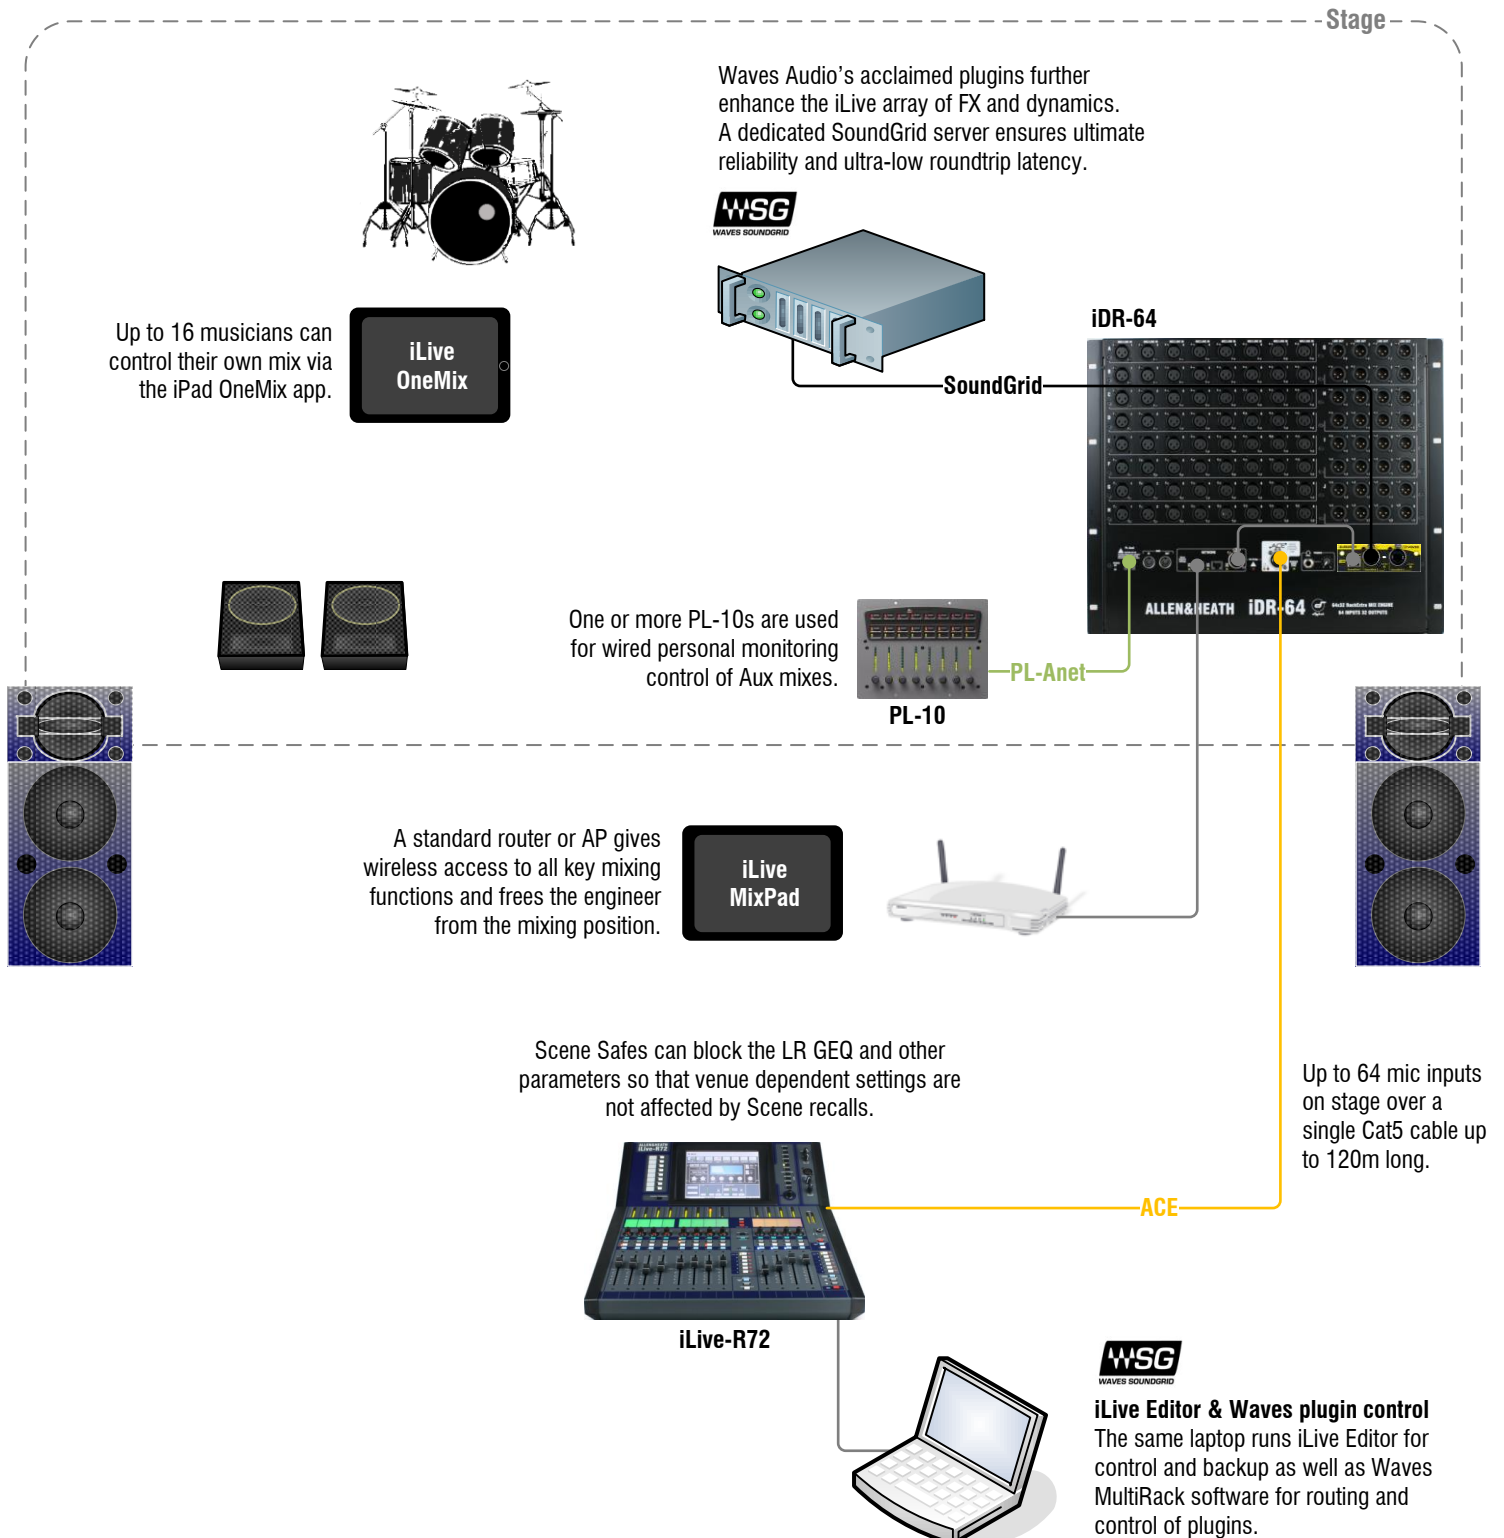 Stage
Waves Audio's acclaimed plugins further
enhance the iLive array of FX and dynamics.
A dedicated SoundGrid server ensures ultimate
reliability and ultra-low roundtrip latency.
WSG
WAVES SOUNDGRID
iDR-64
Up to 16 musicians can
control their own mix via
the iPad OneMix app.
iLive
OneMix
SoundGrid
ALLEN&HEATH iDR-64
One or more PL-10s are used
for wired personal monitoring
control of Aux mixes.
PL-Anet
PL-10
A standard router or AP gives
wireless access to all key mixing
functions and frees the engineer
from the mixing position.
iLive
MixPad
Scene Safes can block the LR GEQ and other
parameters so that venue dependent settings are
not affected by Scene recalls.
Up to 64 mic inputs
on stage over a
single Cat5 cable up
to 120m long.
iLive-R72
ACE
iLive-R72
WSG
WAVES SOUNDGRID
iLive Editor & Waves plugin control
The same laptop runs iLive Editor for
control and backup as well as Waves
MultiRack software for routing and
control of plugins.